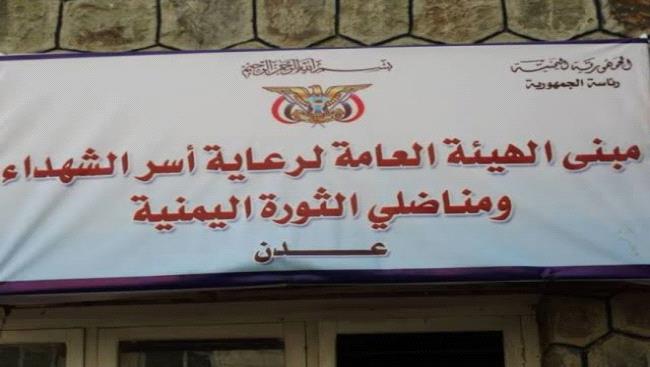 بسم الله الرحمن الرحيم
الجمهورية اليمنية
رئاسة الجمهورية
مبنى الهيئة العامة لرعاية أسر الشهداء
ومناضلي الثورة اليمنية
عدن